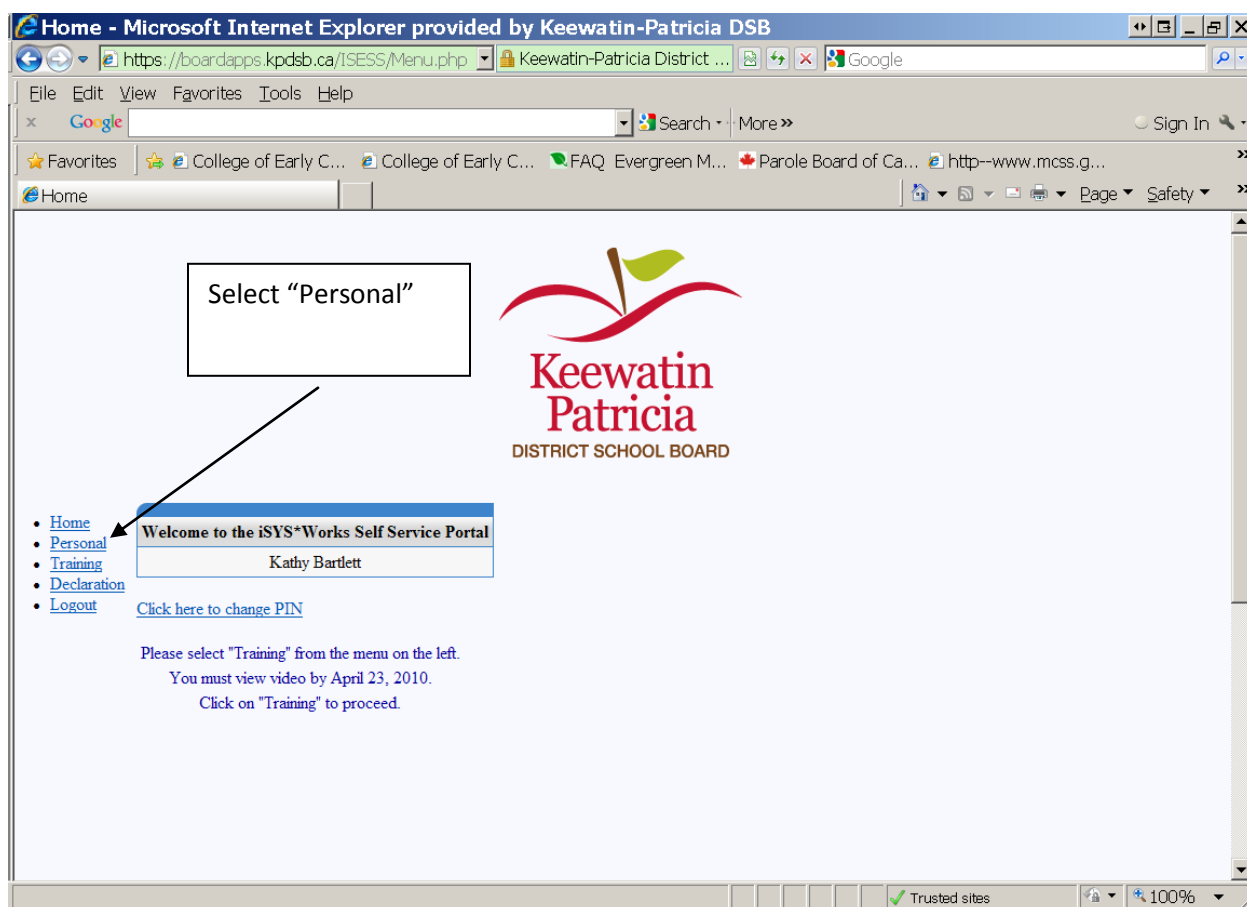 Home - Microsoft Internet Explorer provided by Keewatin-Patricia DSB
https://boardapps.kpdsb.ca/ISESS/Menu.php Keewatin-Patricia District ... Google
File Edit View Favorites Tools Help
x Google Search More » Sign In
Favorites College of Early C... College of Early C... FAQ Evergreen M... Parole Board of Ca... http--www.mcss.g... »
Home Page Safety »
Select “Personal”
Keewatin
Patricia
DISTRICT SCHOOL BOARD
Home
Personal
Training
Declaration
Logout
Welcome to the iSYS*Works Self Service Portal
Kathy Bartlett
Click here to change PIN
Please select "Training" from the menu on the left.
You must view video by April 23, 2010.
Click on "Training" to proceed.
Trusted sites 100%